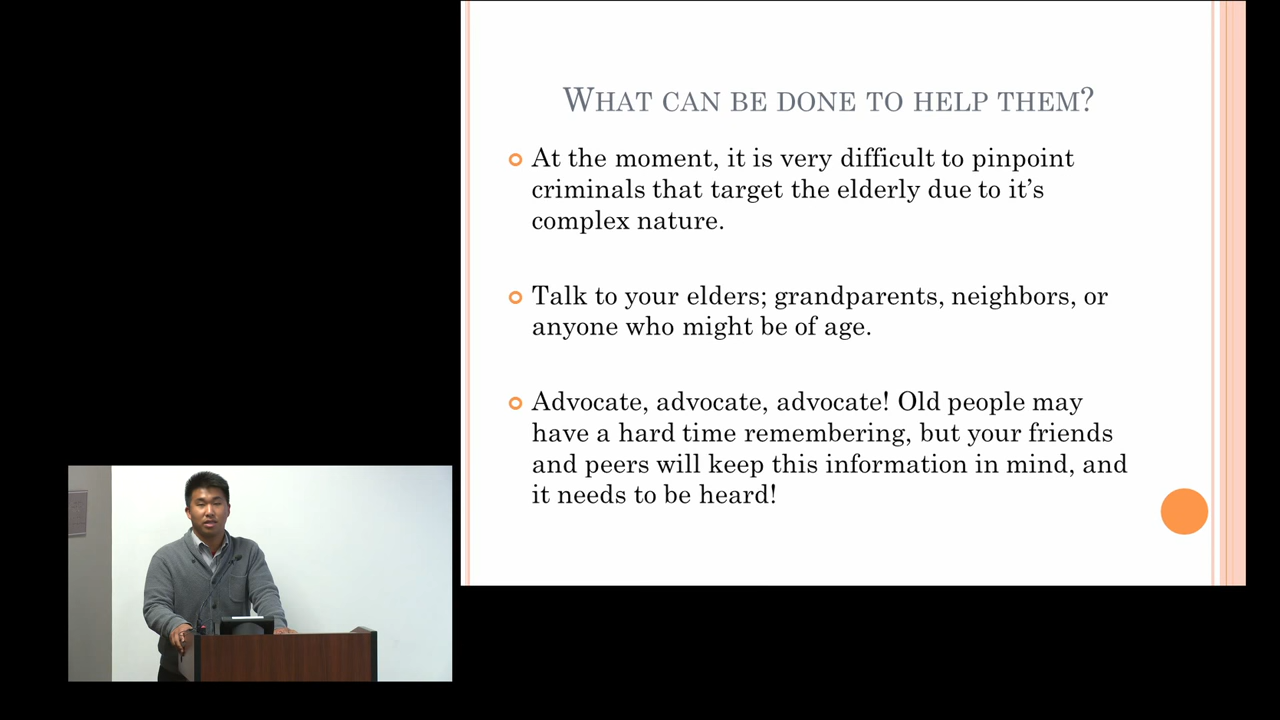 WHAT CAN BE DONE TO HELP THEM?
At the moment, it is very difficult to pinpoint
criminals that target the elderly due to it’s
complex nature.
Talk to your elders; grandparents, neighbors, or
anyone who might be of age.
Advocate, advocate, advocate! Old people may
have a hard time remembering, but your friends
and peers will keep this information in mind, and
it needs to be heard!